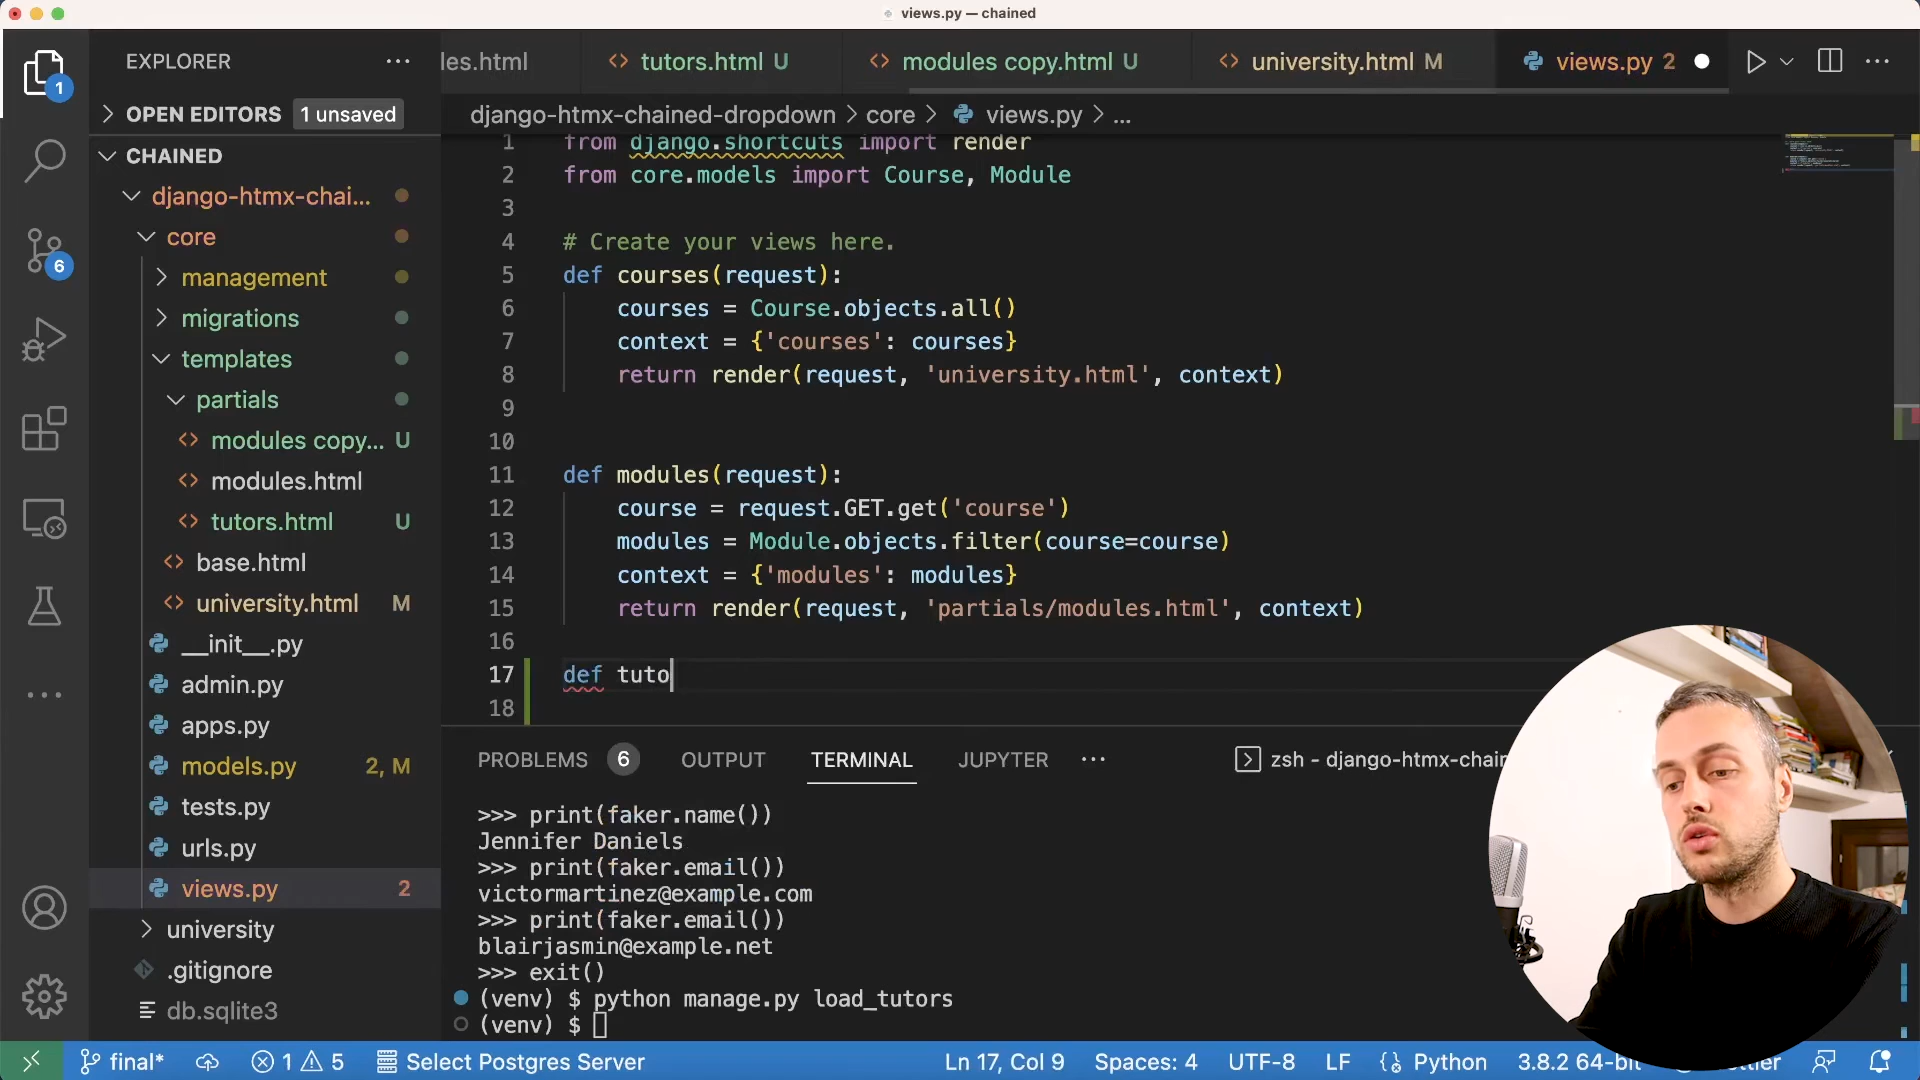 views.py — chained
EXPLORER
les.html
tutors.html U
modules copy.html U
university.html M
views.py 2
OPEN EDITORS 1 unsaved
django-htmx-chained-dropdown > core > views.py > ...
CHAINED
django-htmx-chai...
core
management
migrations
templates
partials
modules copy... U
modules.html
tutors.html U
base.html
university.html M
__init__.py
admin.py
apps.py
models.py 2, M
tests.py
urls.py
views.py 2
university
.gitignore
db.sqlite3
1 from django.shortcuts import render
2 from core.models import Course, Module
3
4 # Create your views here.
5 def courses(request):
6 courses = Course.objects.all()
7 context = {'courses': courses}
8 return render(request, 'university.html', context)
9
10
11 def modules(request):
12 course = request.GET.get('course')
13 modules = Module.objects.filter(course=course)
14 context = {'modules': modules}
15 return render(request, 'partials/modules.html', context)
16
17 def tuto
18
PROBLEMS 6 OUTPUT TERMINAL JUPYTER ... zsh - django-htmx-chain
>>> print(faker.name())
Jennifer Daniels
>>> print(faker.email())
victormartinez@example.com
>>> print(faker.email())
blairjasmin@example.net
>>> exit()
(venv) $ python manage.py load_tutors
(venv) $
1
6
final* 1 5 Select Postgres Server Ln 17, Col 9 Spaces: 4 UTF-8 LF Python 3.8.2 64-bit